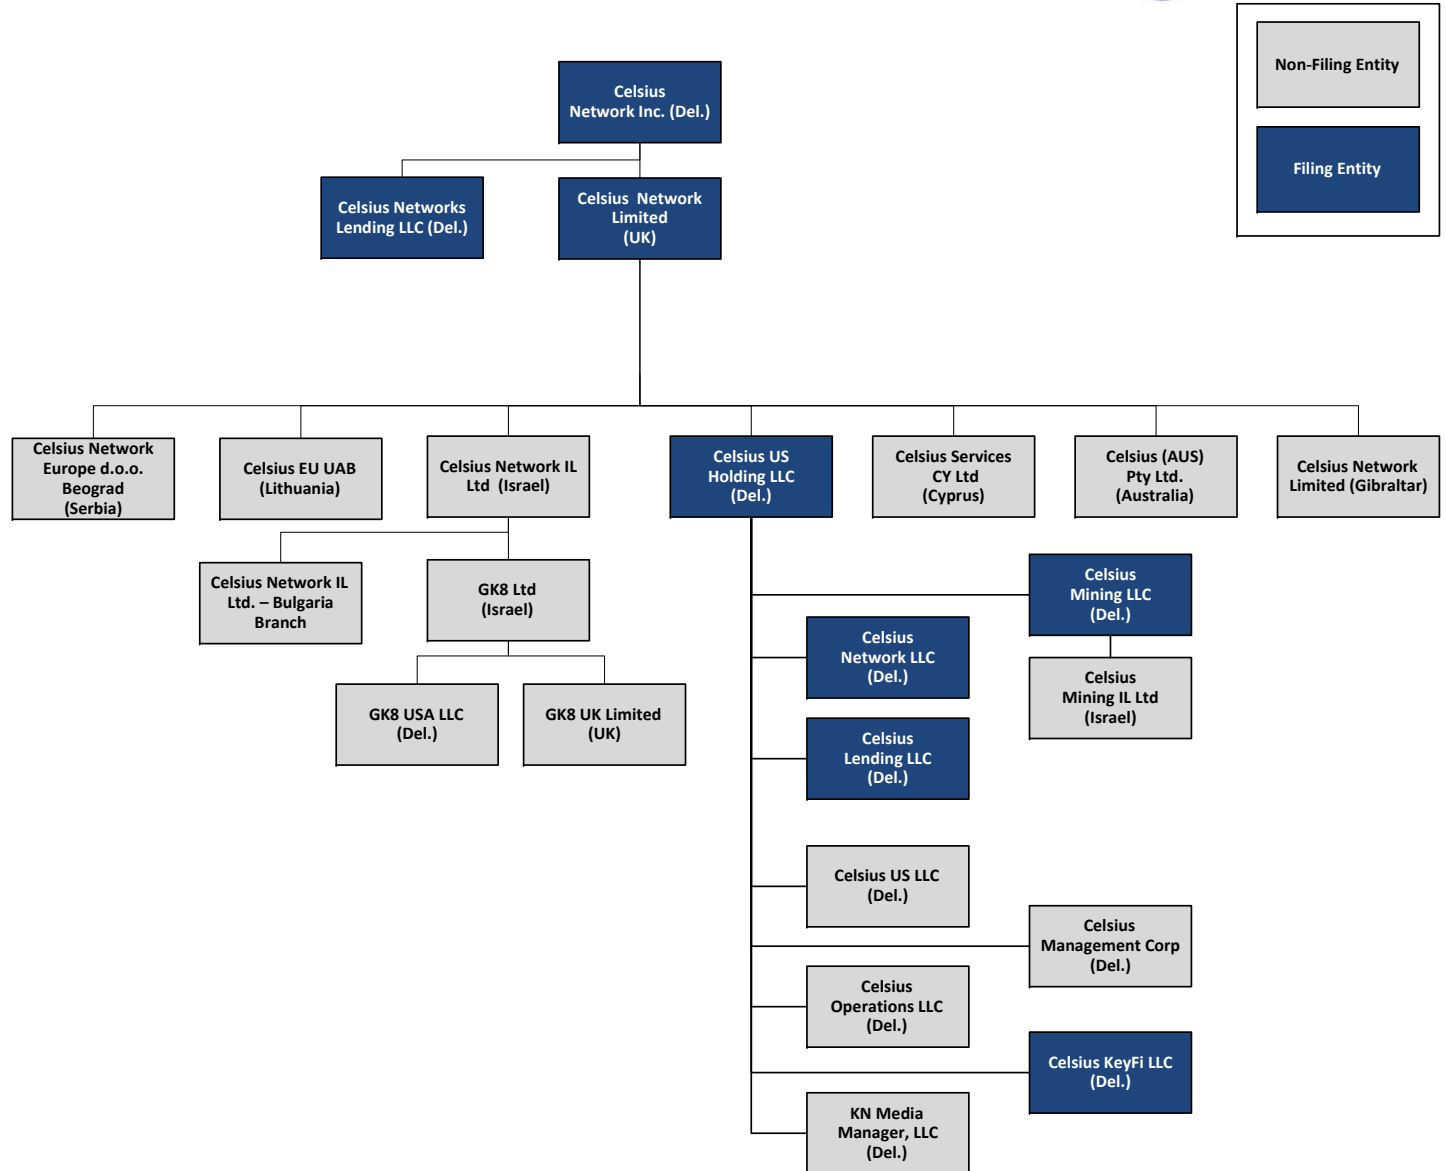 Non-Filing Entity
Filing Entity
Celsius
Network Inc. (Del.)
Celsius Networks
Lending LLC (Del.)
Celsius  Network
Limited
(UK)
Celsius Network
Europe d.o.o.
Beograd
(Serbia)
Celsius EU UAB
(Lithuania)
Celsius Network IL
Ltd  (Israel)
Celsius US
Holding LLC
(Del.)
Celsius Services
CY Ltd
(Cyprus)
Celsius (AUS)
Pty Ltd.
(Australia)
Celsius Network
Limited (Gibraltar)
Celsius Network IL
Ltd. – Bulgaria
Branch
GK8 Ltd
(Israel)
GK8 USA LLC
(Del.)
GK8 UK Limited
(UK)
Celsius
Mining LLC
(Del.)
Celsius
Network LLC
(Del.)
Celsius
Mining IL Ltd
(Israel)
Celsius
Lending LLC
(Del.)
Celsius US LLC
(Del.)
Celsius
Management Corp
(Del.)
Celsius
Operations LLC
(Del.)
Celsius KeyFi LLC
(Del.)
KN Media
Manager, LLC
(Del.)